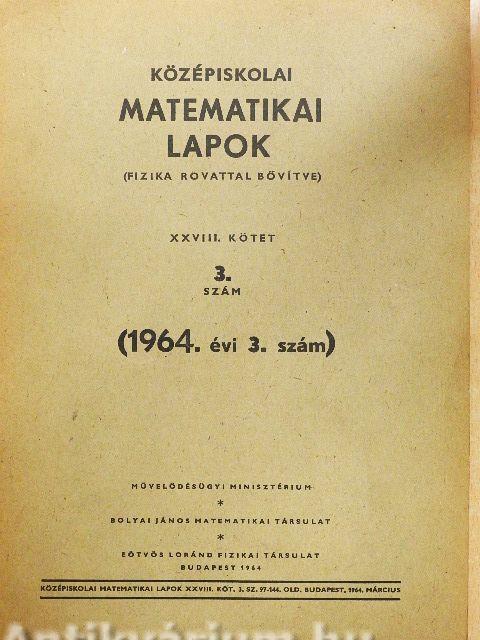 KÖZÉPISKOLAI
MATEMATIKAI
LAPOK
(FIZIKA ROVATTAL BŐVÍTVE)
XXVIII. KÖTET
3.
SZÁM
(1964. évi 3. szám)
MŰVELŐDÉSÜGYI MINISZTÉRIUM
*
BOLYAI JÁNOS MATEMATIKAI TÁRSULAT
*
EÖTVÖS LORÁND FIZIKAI TÁRSULAT
BUDAPEST 1964
KÖZÉPISKOLAI MATEMATIKAI LAPOK XXVIII. KÖT. 3. SZ. 97-144. OLD. BUDAPEST, 1964. MÁRCIUS
Antikvárium.hu